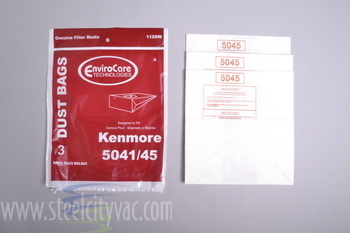 Genuine Filter Media
115SW
EnviroCare
TECHNOLOGIES
3 DUST BAGS
Designed to Fit
Kenmore
5041/45
5045
5045
5045
www.steelcityvac.com